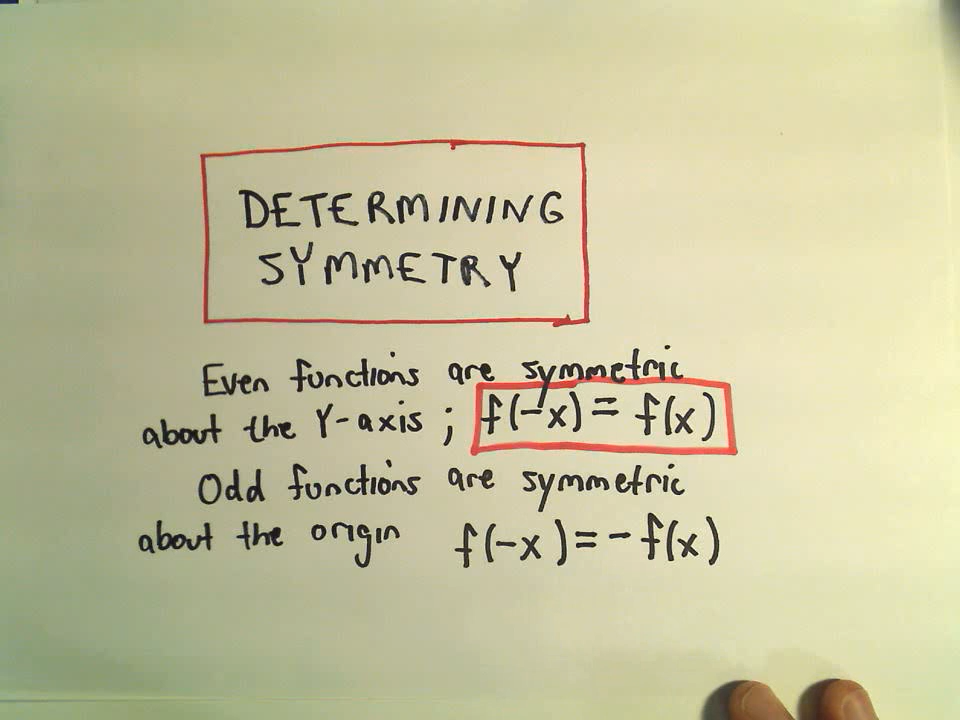 DETERMINING
SYMMETRY
Even functions are symmetric
about the Y-axis ; f(-x) = f(x)
Odd functions are symmetric
about the origin f(-x) = - f(x)